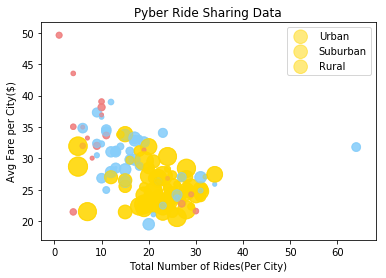 Pyber Ride Sharing Data
Urban
Suburban
Rural
Avg Fare per City($)
50
45
40
35
30
25
20
0
10
20
30
40
50
60
Total Number of Rides(Per City)